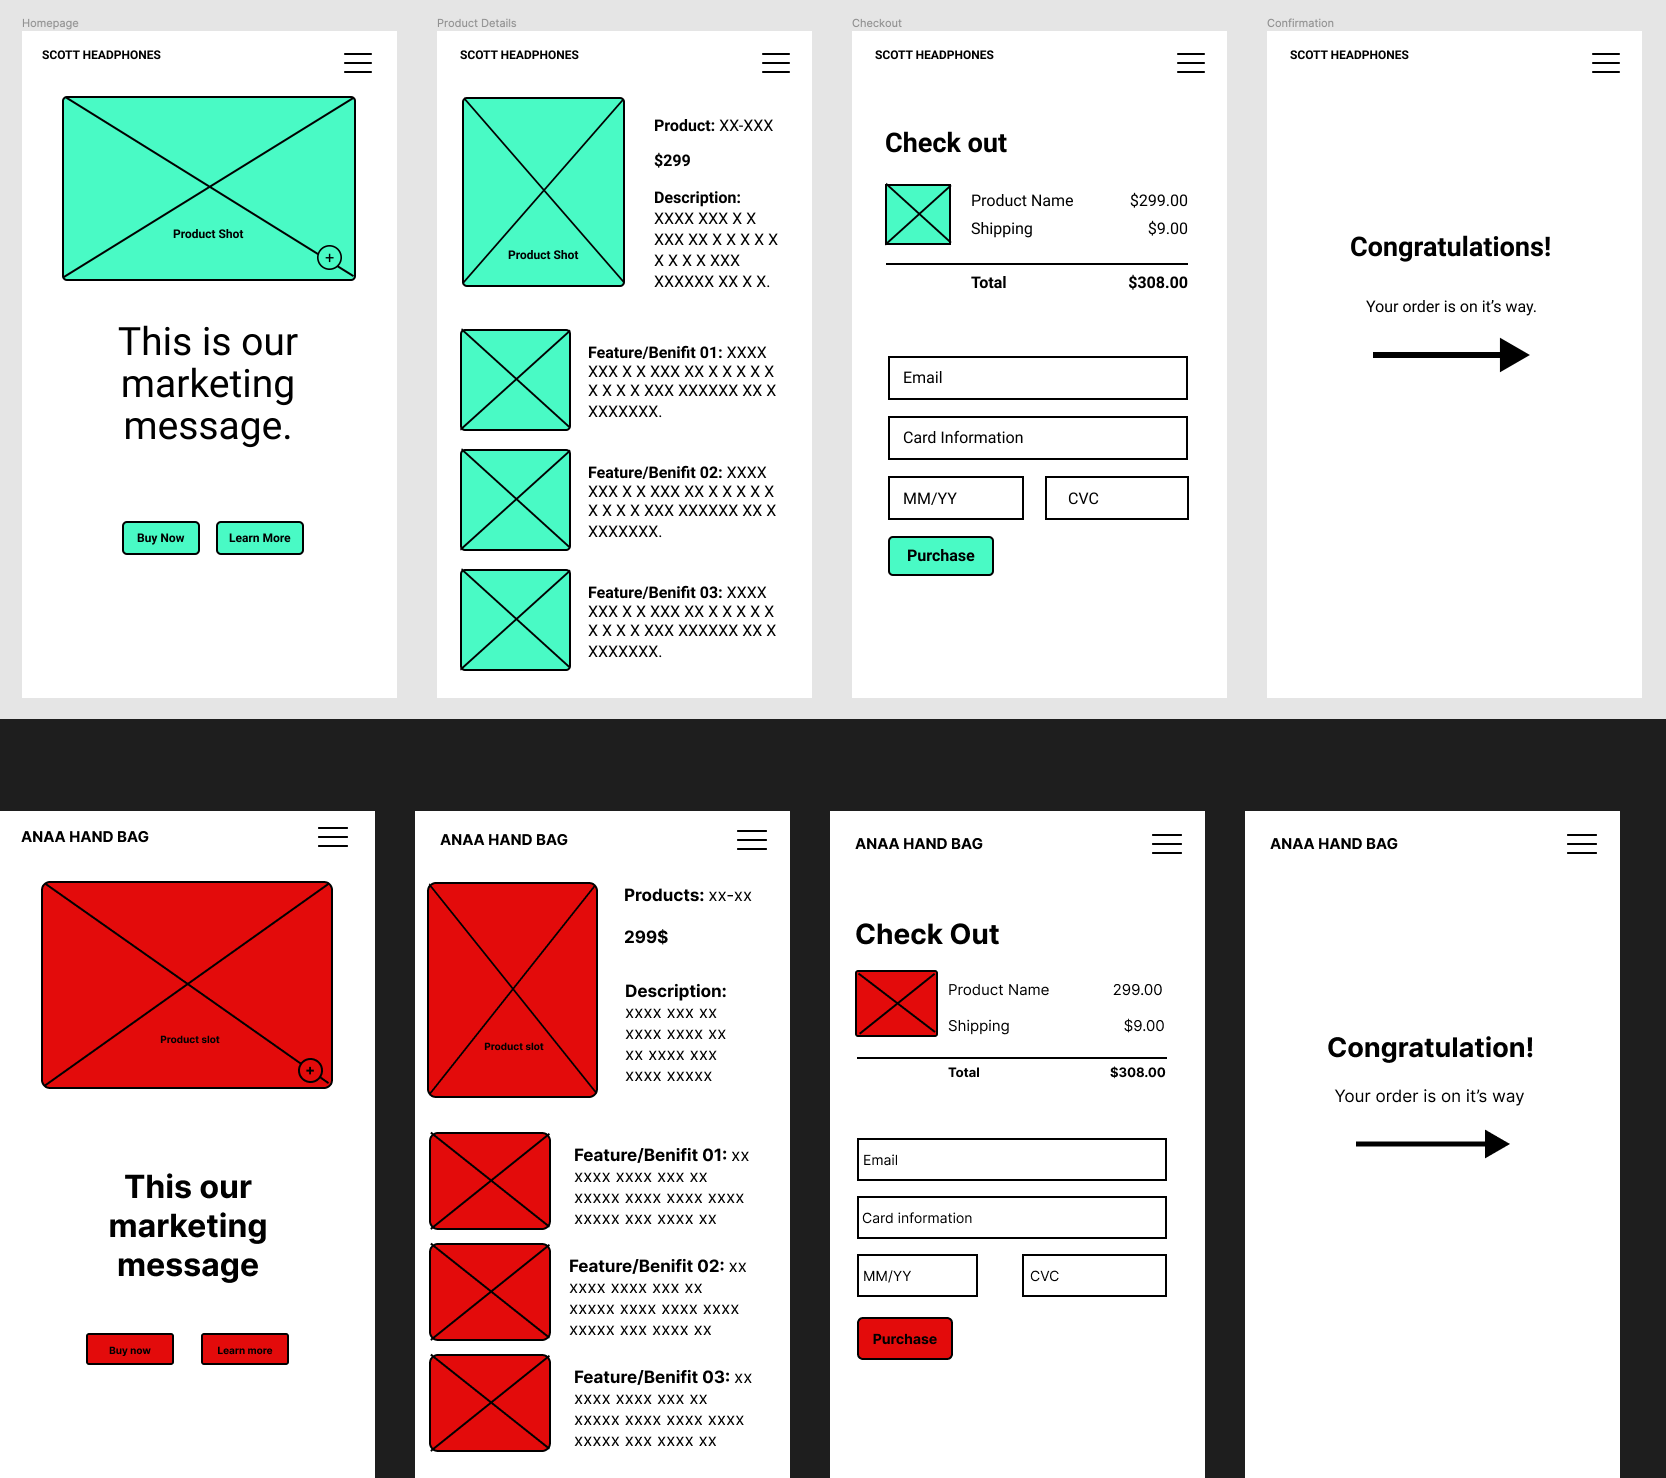 Homepage
SCOTT HEADPHONES
Product Shot
+
This is our
marketing
message.
Buy Now
Learn More
Product Details
SCOTT HEADPHONES
Product Shot
Product: XX-XXX
$299
Description:
XXXX XXX X X
XXX XX X X X X X
X X X X XXX
XXXXXX XX X X.
Feature/Benifit 01: XXXX
XXX X X XXX XX X X X X X
X X X X XXX XXXXXX XX X
XXXXXXX.
Feature/Benifit 02: XXXX
XXX X X XXX XX X X X X X
X X X X XXX XXXXXX XX X
XXXXXXX.
Feature/Benifit 03: XXXX
XXX X X XXX XX X X X X X
X X X X XXX XXXXXX XX X
XXXXXXX.
Checkout
SCOTT HEADPHONES
Check out
Product Name $299.00
Shipping $9.00
Total $308.00
Email
Card Information
MM/YY
CVC
Purchase
Confirmation
SCOTT HEADPHONES
Congratulations!
Your order is on it’s way.
ANAA HAND BAG
Product slot
+
This our
marketing
message
Buy now
Learn more
ANAA HAND BAG
Product slot
Products: xx-xx
299$
Description:
xxxx xxx xx
xxxx xxxx xx
xx xxxx xxx
xxxx xxxxx
Feature/Benifit 01: xx
xxxx xxxx xxx xx
xxxxx xxxx xxxx xxxx
xxxxx xxx xxxx xx
Feature/Benifit 02: xx
xxxx xxxx xxx xx
xxxxx xxxx xxxx xxxx
xxxxx xxx xxxx xx
Feature/Benifit 03: xx
xxxx xxxx xxx xx
xxxxx xxxx xxxx xxxx
xxxxx xxx xxxx xx
ANAA HAND BAG
Check Out
Product Name 299.00
Shipping $9.00
Total $308.00
Email
Card information
MM/YY
CVC
Purchase
ANAA HAND BAG
Congratulation!
Your order is on it’s way